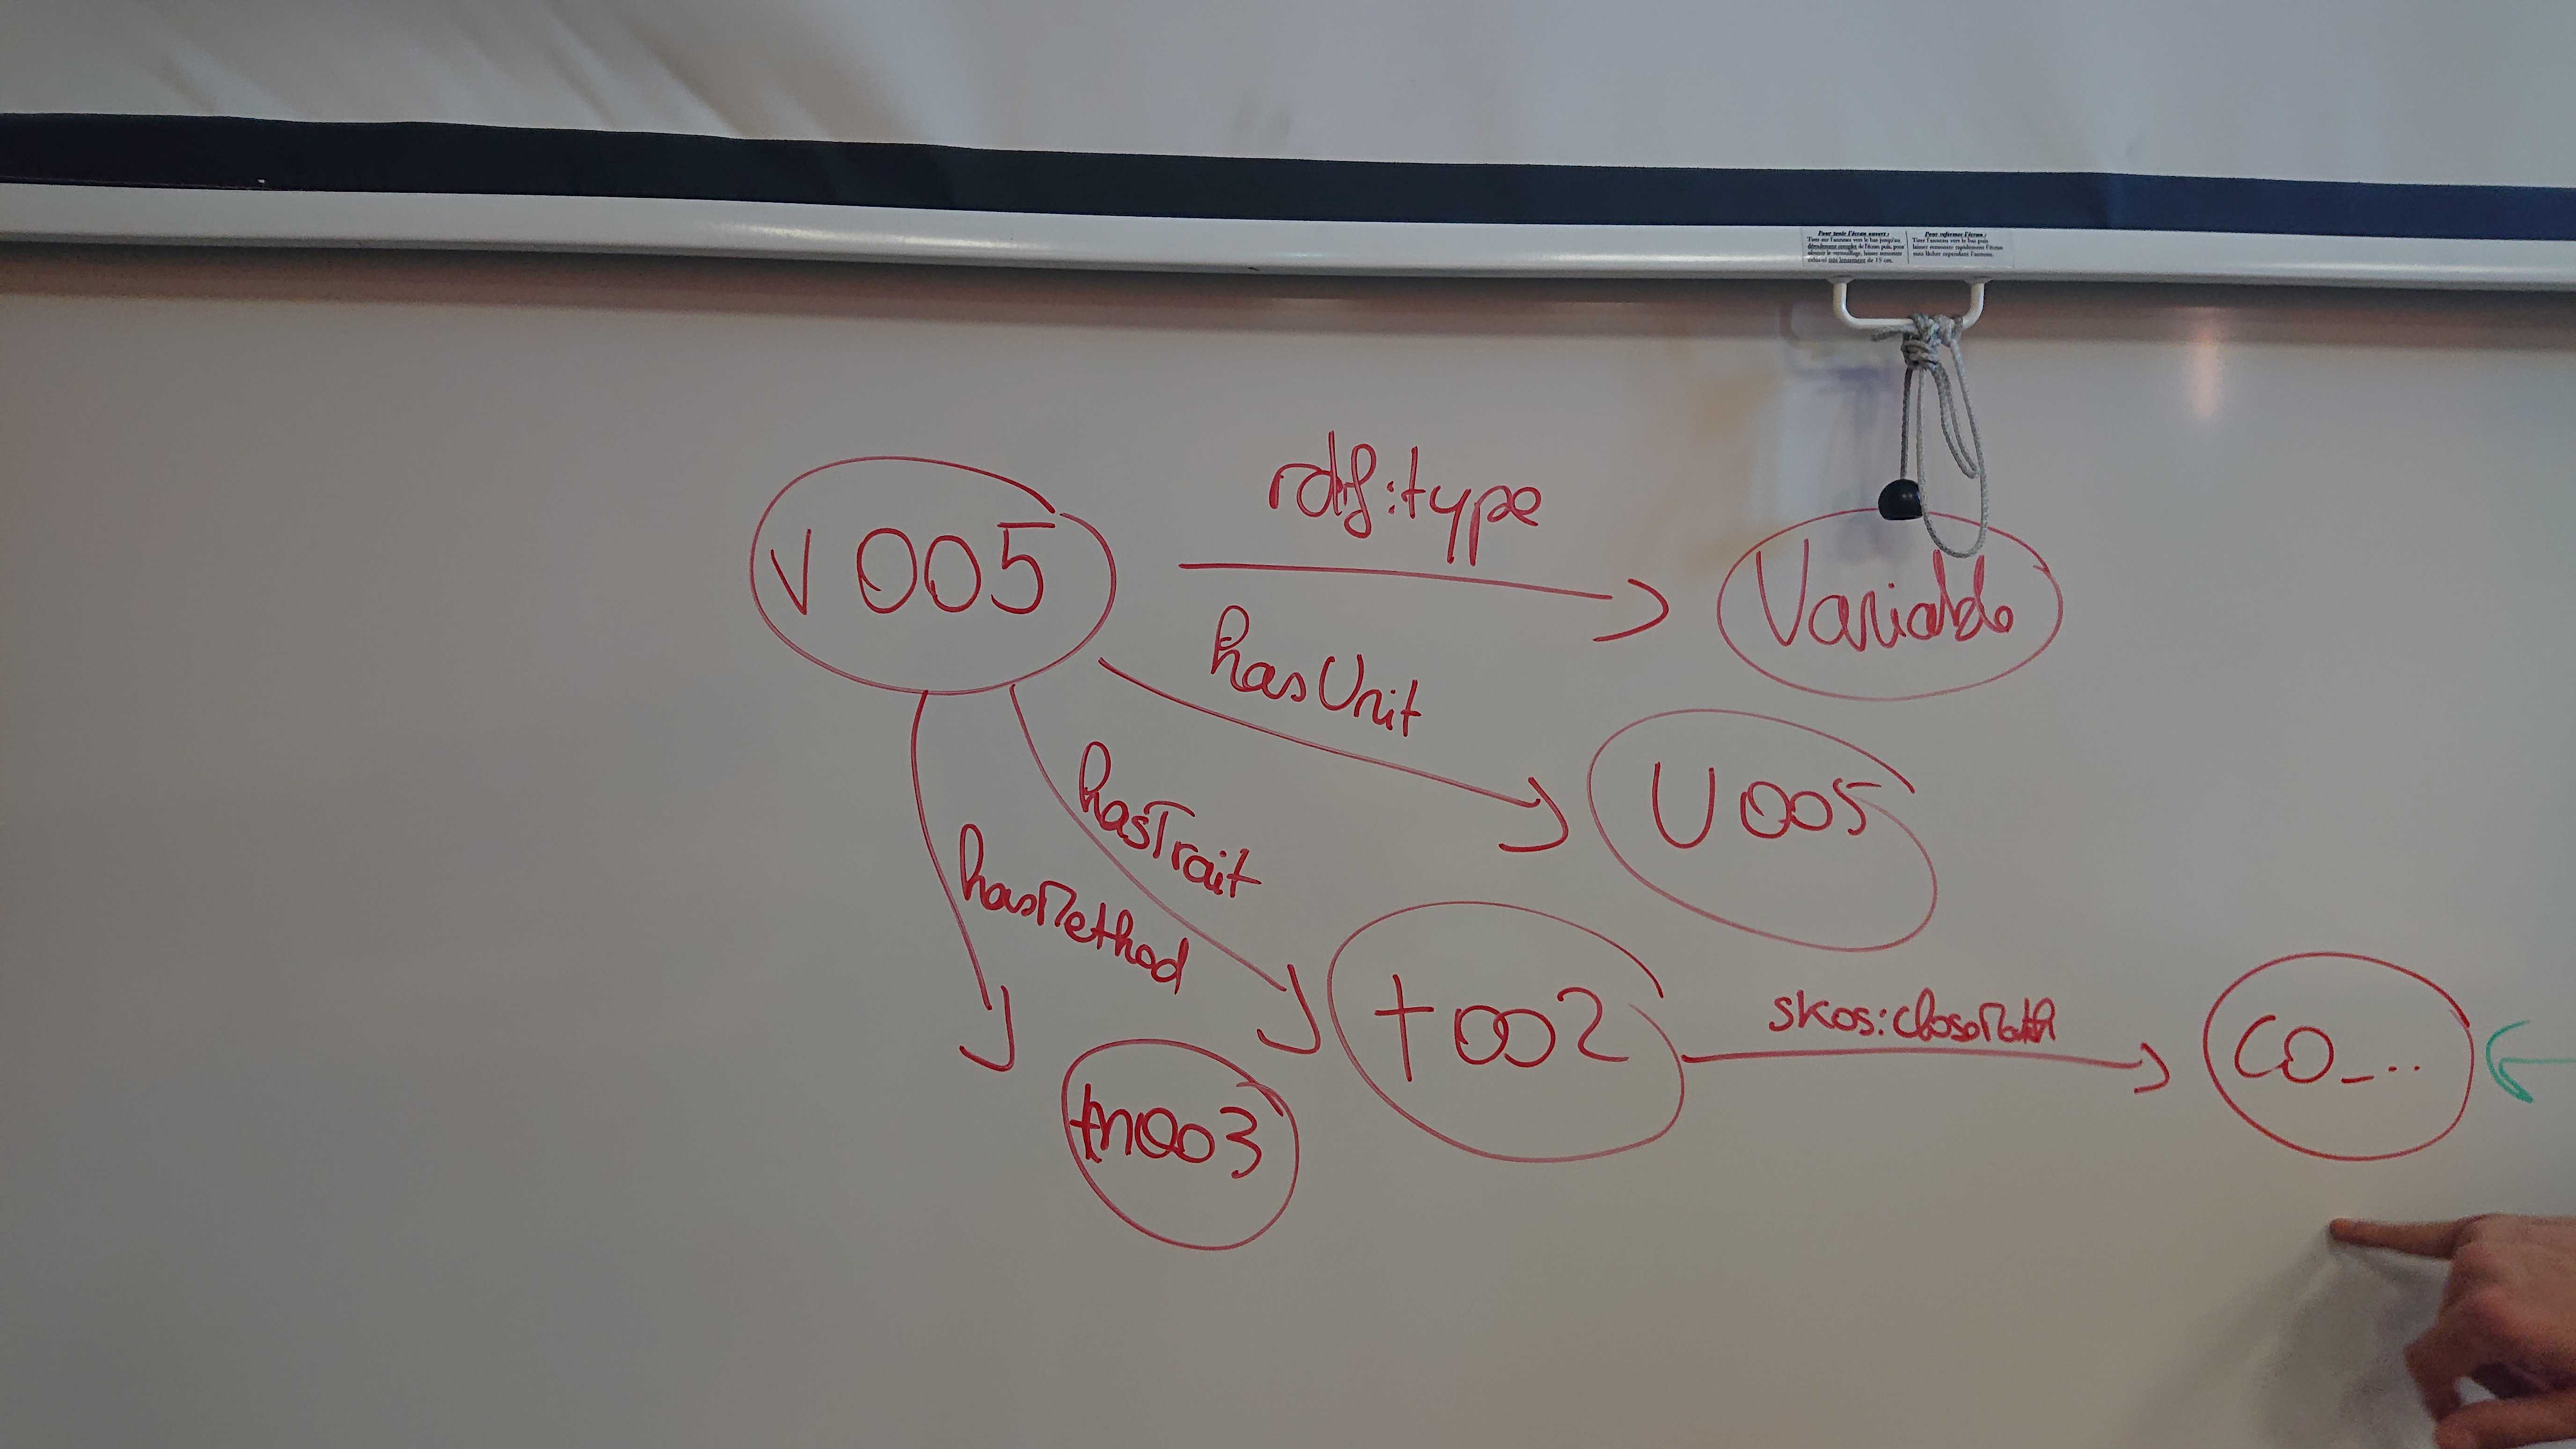 Pour tenir l'écran ouvert :
Tirer sur l'anneau vers le bas jusqu'au
déroulement complet de l'écran puis, pour
obtenir le verrouillage, laisser remonter
celui-ci très lentement de 15 cm.
Pour refermer l'écran :
Tirer l'anneau vers le bas puis
laisser remonter rapidement l'écran
sans lâcher cependant l'anneau.
v005
rdf:type
Variable
hasUnit
U005
hasTrait
hasMethod
t002
skos:closeMatch
CO_...
m003